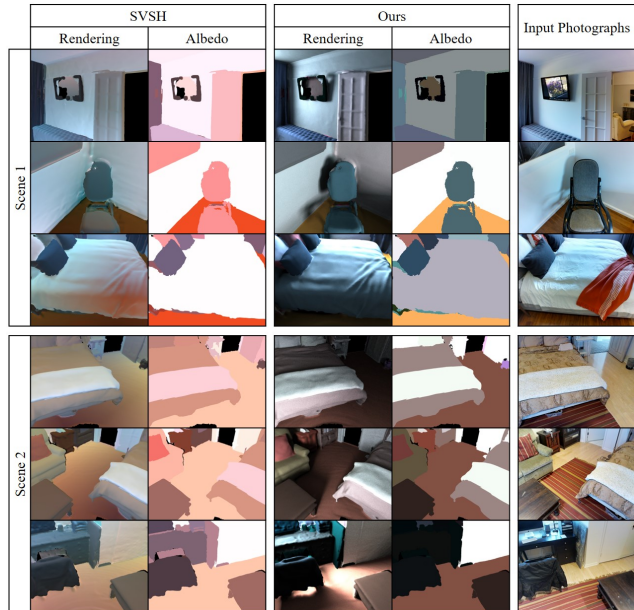 SVSH
Ours
Input Photographs
Rendering
Albedo
Rendering
Albedo
Scene 1
Scene 2